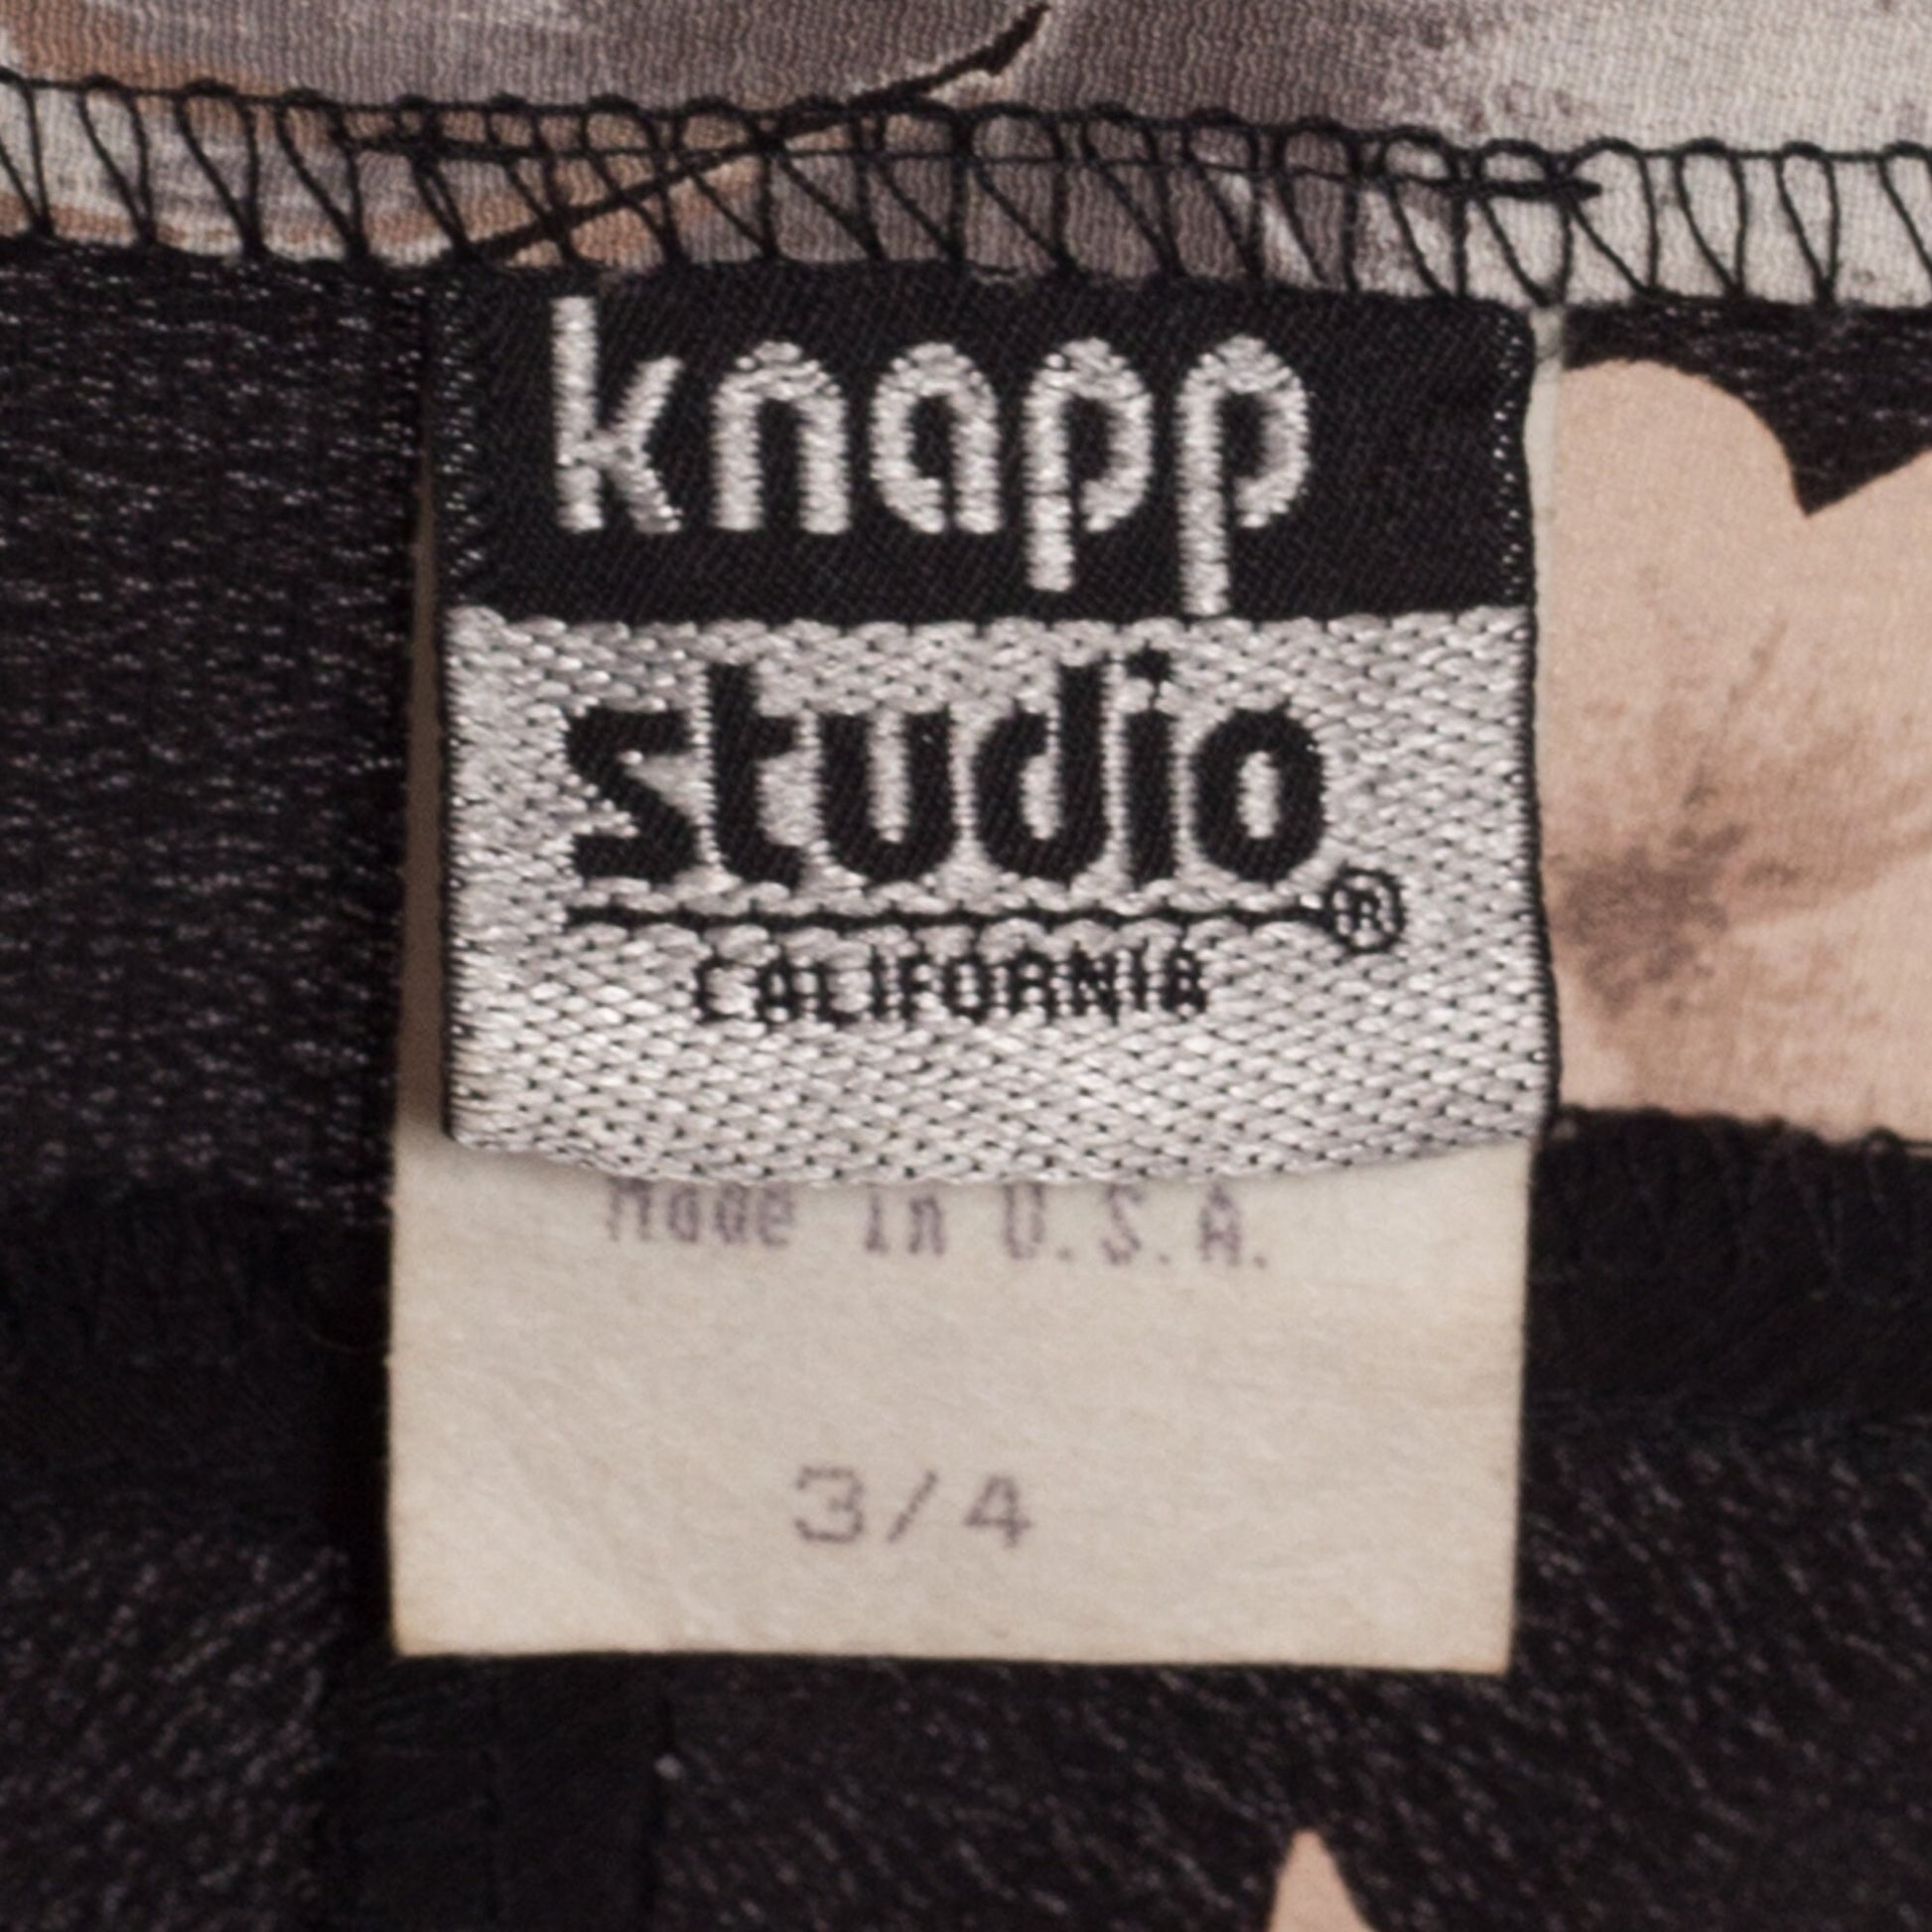 knapp
studio®
CALIFORNIA
Made in U.S.A.
3/4